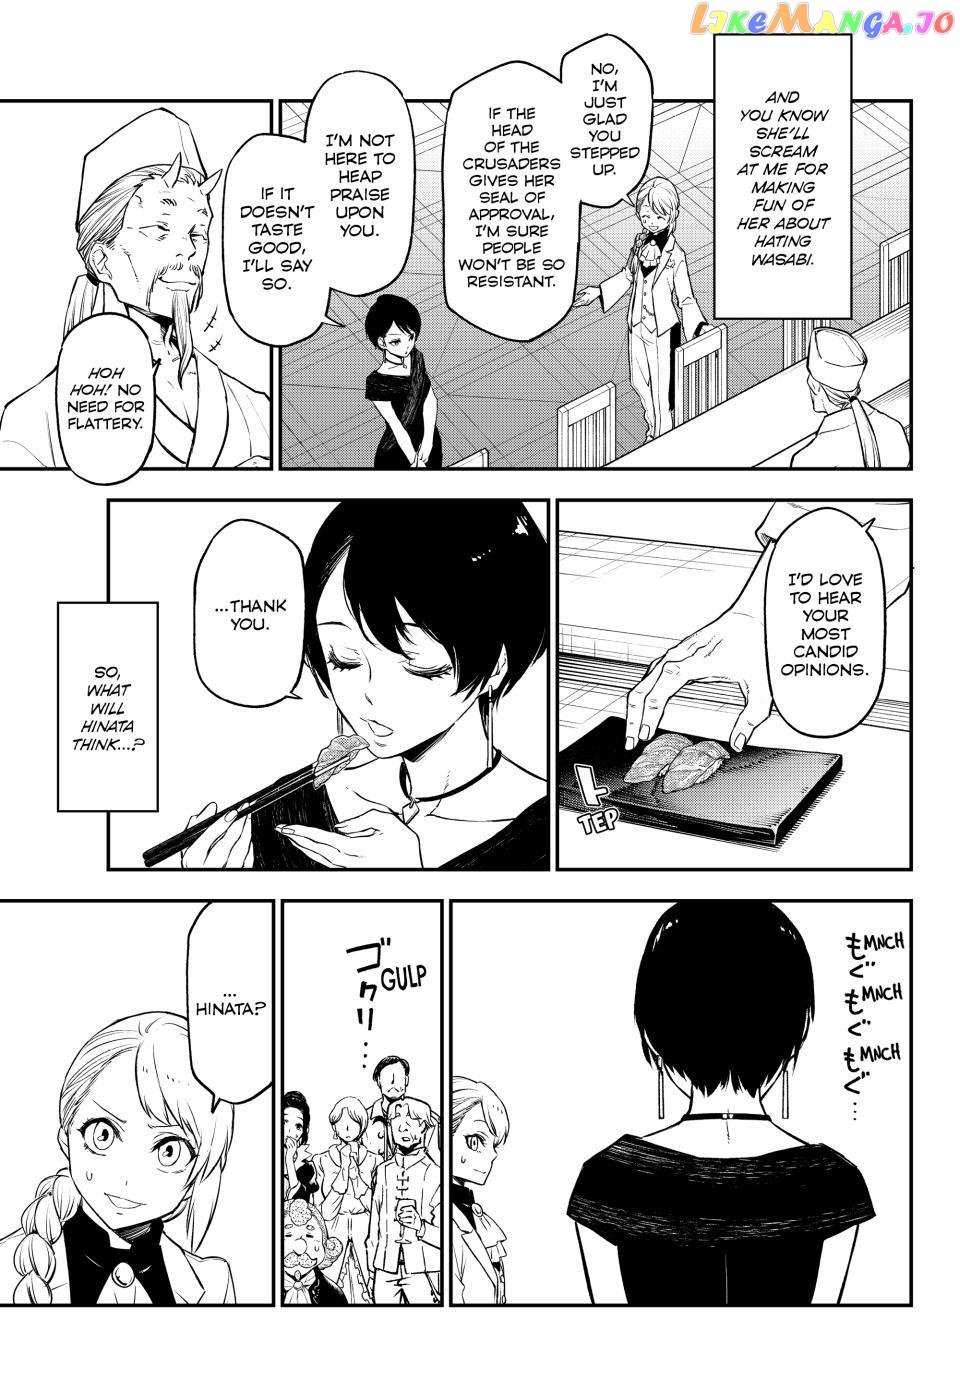 LIKEMANGA.IO
AND
YOU KNOW
SHE'LL
SCREAM
AT ME FOR
MAKING
FUN OF
HER ABOUT
HATING
WASABI.
NO,
I'M
JUST
GLAD
YOU
STEPPED
UP.
IF THE
HEAD
OF THE
CRUSADERS
GIVES HER
SEAL OF
APPROVAL,
I'M SURE
PEOPLE
WON'T BE SO
RESISTANT.
I'M NOT
HERE TO
HEAP
PRAISE
UPON
YOU.
IF IT
DOESN'T
TASTE
GOOD,
I'LL SAY
SO.
HOH
HOH! NO
NEED FOR
FLATTERY.
I'D LOVE
TO HEAR
YOUR
MOST
CANDID
OPINIONS.
ト
TEP
...THANK
YOU.
SO,
WHAT
WILL
HINATA
THINK...?
もぐ MNCH
もぐ MNCH
もぐ... MNCH
ゴクリ...
GULP
...
HINATA?